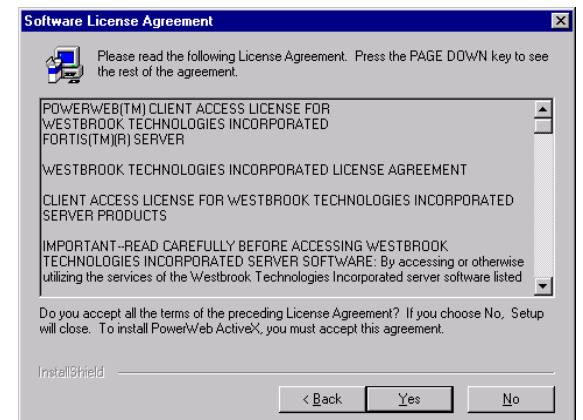 Software License Agreement
Please read the following License Agreement. Press the PAGE DOWN key to see
the rest of the agreement.
POWERWEB(TM) CLIENT ACCESS LICENSE FOR
WESTBROOK TECHNOLOGIES INCORPORATED
FORTIS(TM)(R) SERVER
WESTBROOK TECHNOLOGIES INCORPORATED LICENSE AGREEMENT
CLIENT ACCESS LICENSE FOR WESTBROOK TECHNOLOGIES INCORPORATED
SERVER PRODUCTS
IMPORTANT--READ CAREFULLY BEFORE ACCESSING WESTBROOK
TECHNOLOGIES INCORPORATED SERVER SOFTWARE: By accessing or otherwise
utilizing the services of the Westbrook Technologies Incorporated server software listed
Do you accept all the terms of the preceding License Agreement? If you choose No, Setup
will close. To install PowerWeb ActiveX, you must accept this agreement.
InstallShield
< Back Yes No